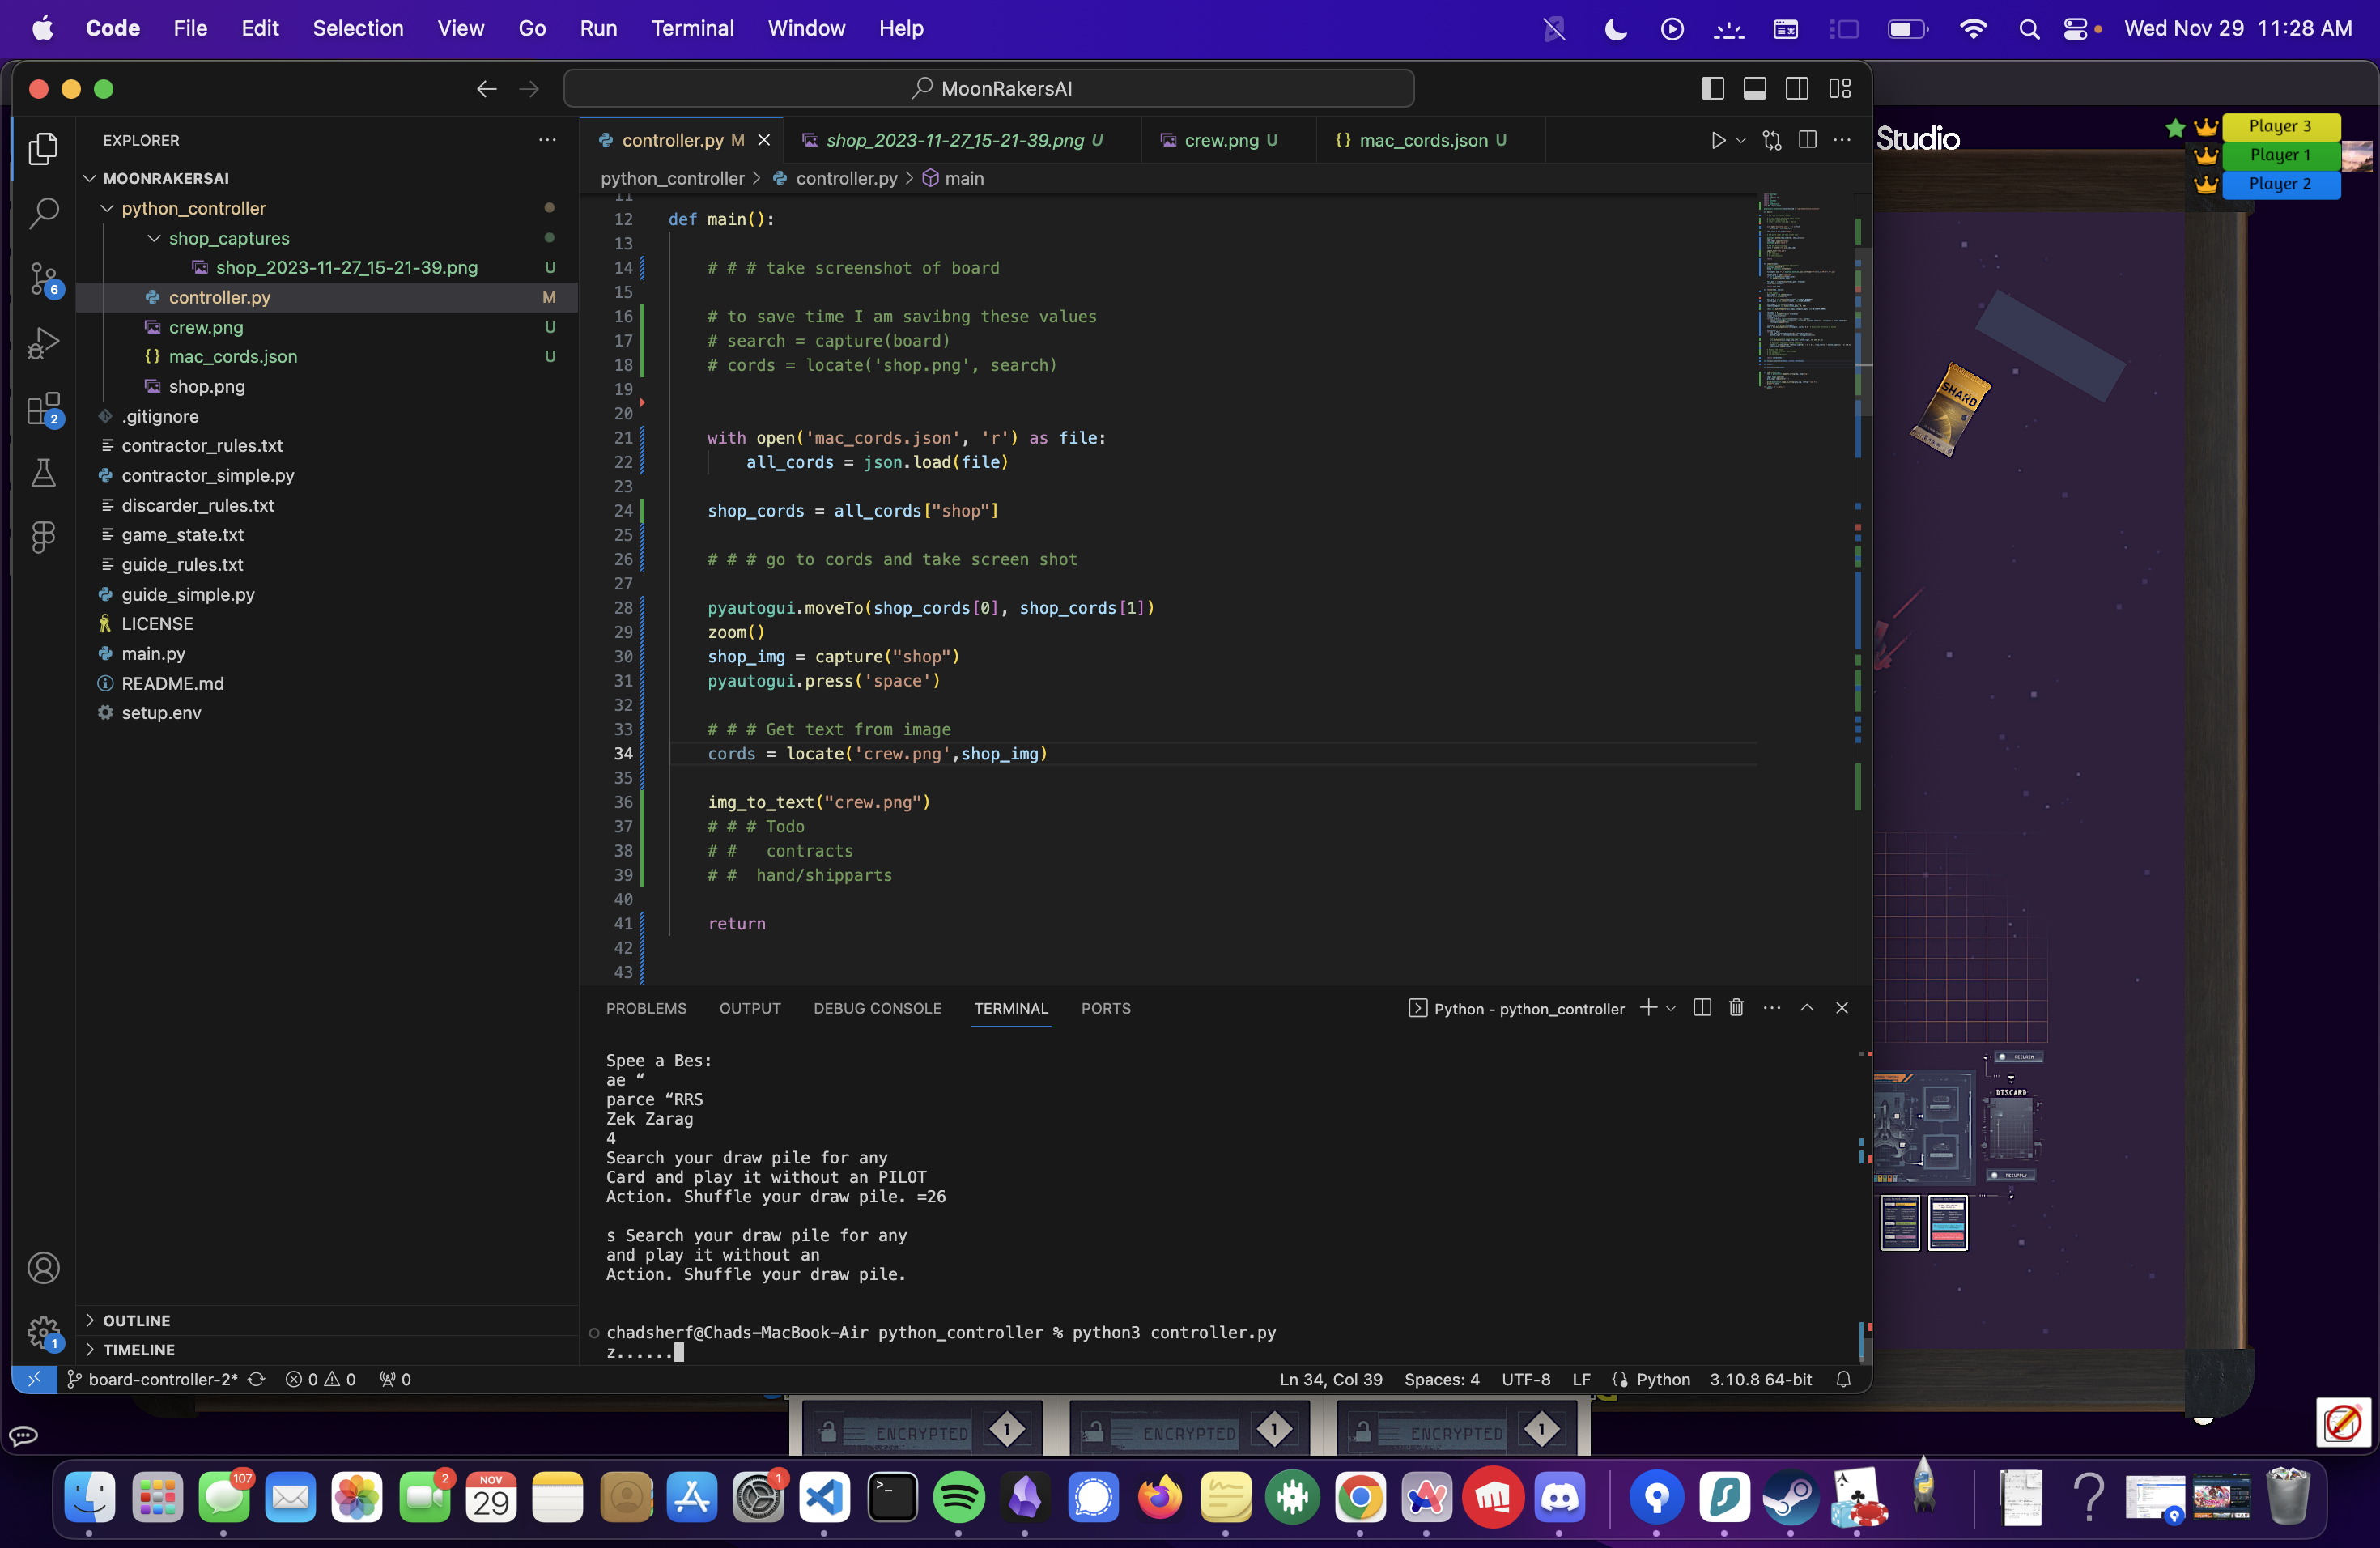 Code File Edit Selection View Go Run Terminal Window Help
Wed Nov 29 11:28 AM
MoonRakersAI
EXPLORER
MOONRAKERSAI
python_controller
shop_captures
shop_2023-11-27_15-21-39.png U
controller.py M
crew.png U
mac_cords.json U
shop.png
.gitignore
contractor_rules.txt
contractor_simple.py
discarder_rules.txt
game_state.txt
guide_rules.txt
guide_simple.py
LICENSE
main.py
README.md
setup.env
OUTLINE
TIMELINE
6
2
1
controller.py M
shop_2023-11-27_15-21-39.png U
crew.png U
mac_cords.json U
python_controller > controller.py > main
11
12 def main():
13
14 # # # take screenshot of board
15
16 # to save time I am savibng these values
17 # search = capture(board)
18 # cords = locate('shop.png', search)
19
20
21 with open('mac_cords.json', 'r') as file:
22 all_cords = json.load(file)
23
24 shop_cords = all_cords["shop"]
25
26 # # # go to cords and take screen shot
27
28 pyautogui.moveTo(shop_cords[0], shop_cords[1])
29 zoom()
30 shop_img = capture("shop")
31 pyautogui.press('space')
32
33 # # # Get text from image
34 cords = locate('crew.png',shop_img)
35
36 img_to_text("crew.png")
37 # # # Todo
38 # # contracts
39 # # hand/shipparts
40
41 return
42
43
PROBLEMS OUTPUT DEBUG CONSOLE TERMINAL PORTS
Python - python_controller
Spee a Bes:
ae “
parce “RRS
Zek Zarag
4
Search your draw pile for any
Card and play it without an PILOT
Action. Shuffle your draw pile. =26
s Search your draw pile for any
and play it without an
Action. Shuffle your draw pile.
chadsherf@Chads-MacBook-Air python_controller % python3 controller.py
z......
board-controller-2* 0 0 0
Ln 34, Col 39 Spaces: 4 UTF-8 LF Python 3.10.8 64-bit
Studio
Player 3
Player 1
Player 2
SHARD
RECLAIM
DISCARD
RESUPPLY
ENCRYPTED 1
ENCRYPTED 1
ENCRYPTED 1
107
2
NOV
29
1